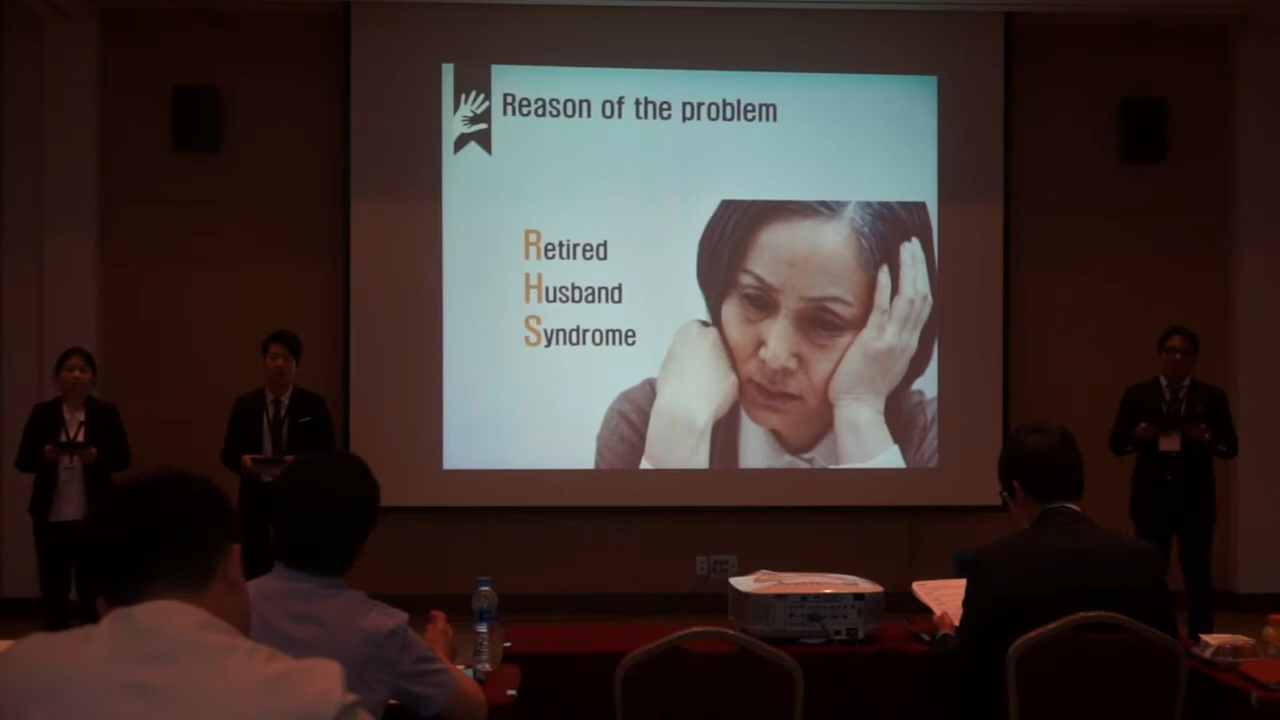 Reason of the problem
Retired
Husband
Syndrome